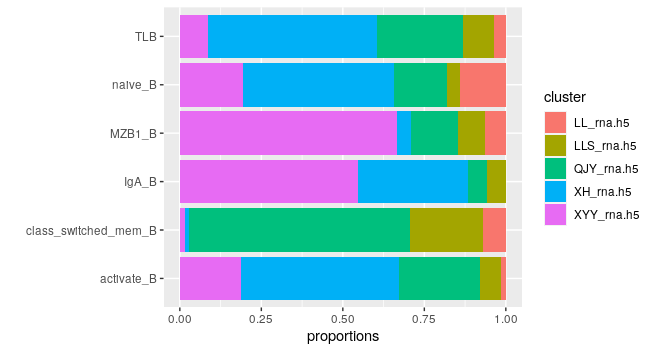 TLB
naive_B
MZB1_B
IgA_B
class_switched_mem_B
activate_B
0.00 0.25 0.50 0.75 1.00
proportions
cluster
LL_rna.h5
LLS_rna.h5
QJY_rna.h5
XH_rna.h5
XYY_rna.h5